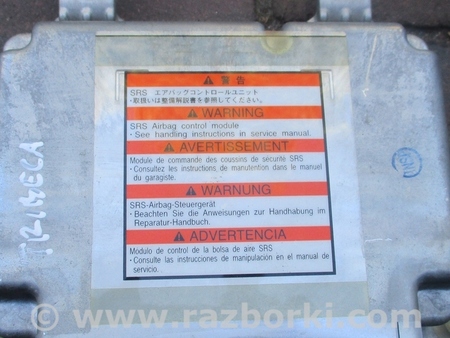 警告
SRS エアバッグコントロールユニット
・取扱いは整備解説書を参照してください。
WARNING
SRS Airbag control module
· See handling instructions in service manual.
AVERTISSEMENT
Module de commande des coussins de sécurité SRS
· Consultez les instructions de manutention dans le manuel
du garagiste.
WARNUNG
SRS-Airbag-Steuergerät
· Beachten Sie die Anweisungen zur Handhabung im
Reparatur-Handbuch.
ADVERTENCIA
Modulo de control de la bolsa de aire SRS
· Consulte las instrucciones de manipulación en el manual de
servicio.
www.razborki.com